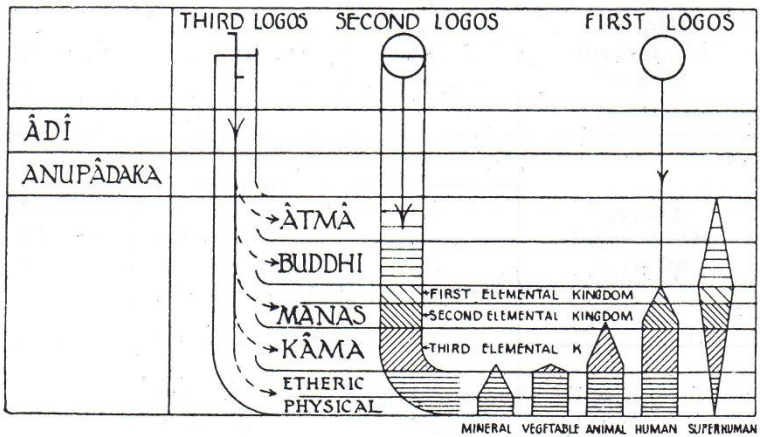 THIRD LOGOS SECOND LOGOS FIRST LOGOS
ÂDÎ
ANUPÂDAKA
ÂTMÂ
BUDDHI
FIRST ELEMENTAL KINGDOM
MANAS SECOND ELEMENTAL KINGDOM
KÂMA THIRD ELEMENTAL K
ETHERIC
PHYSICAL
MINERAL VEGETABLE ANIMAL HUMAN SUPERHUMAN